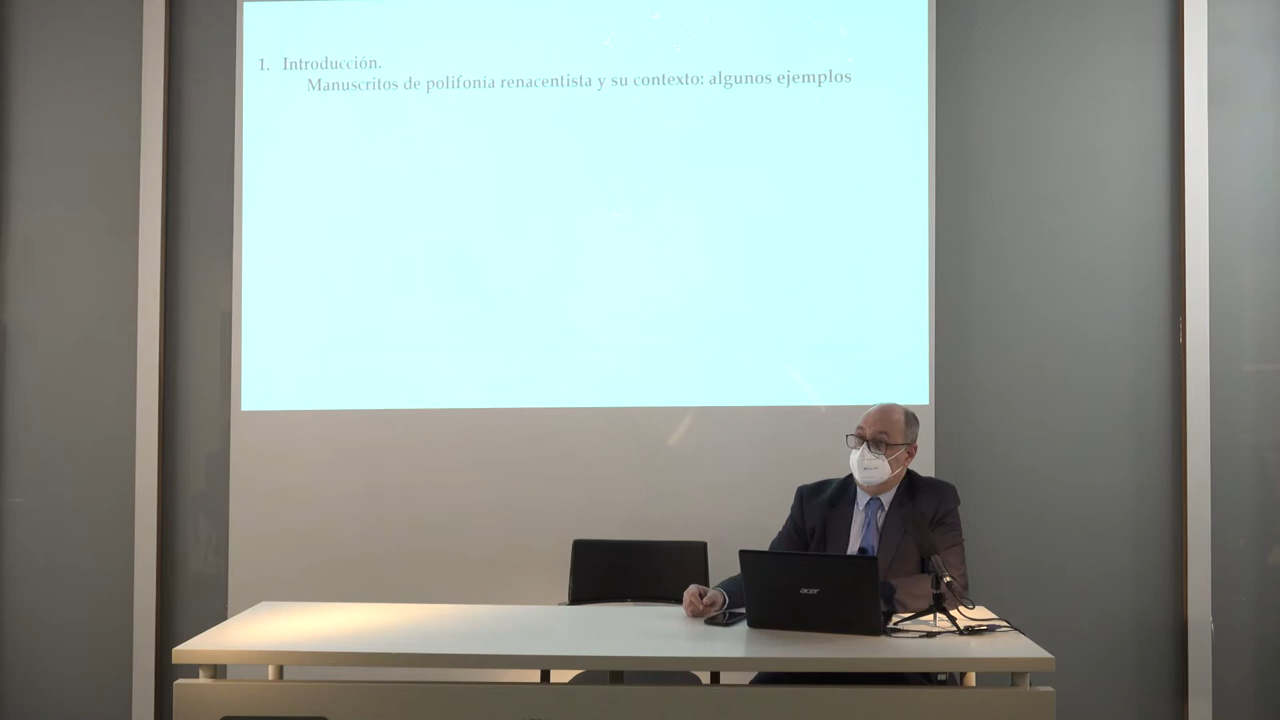 1. Introducción.
Manuscritos de polifonía renacentista y su contexto: algunos ejemplos
acer